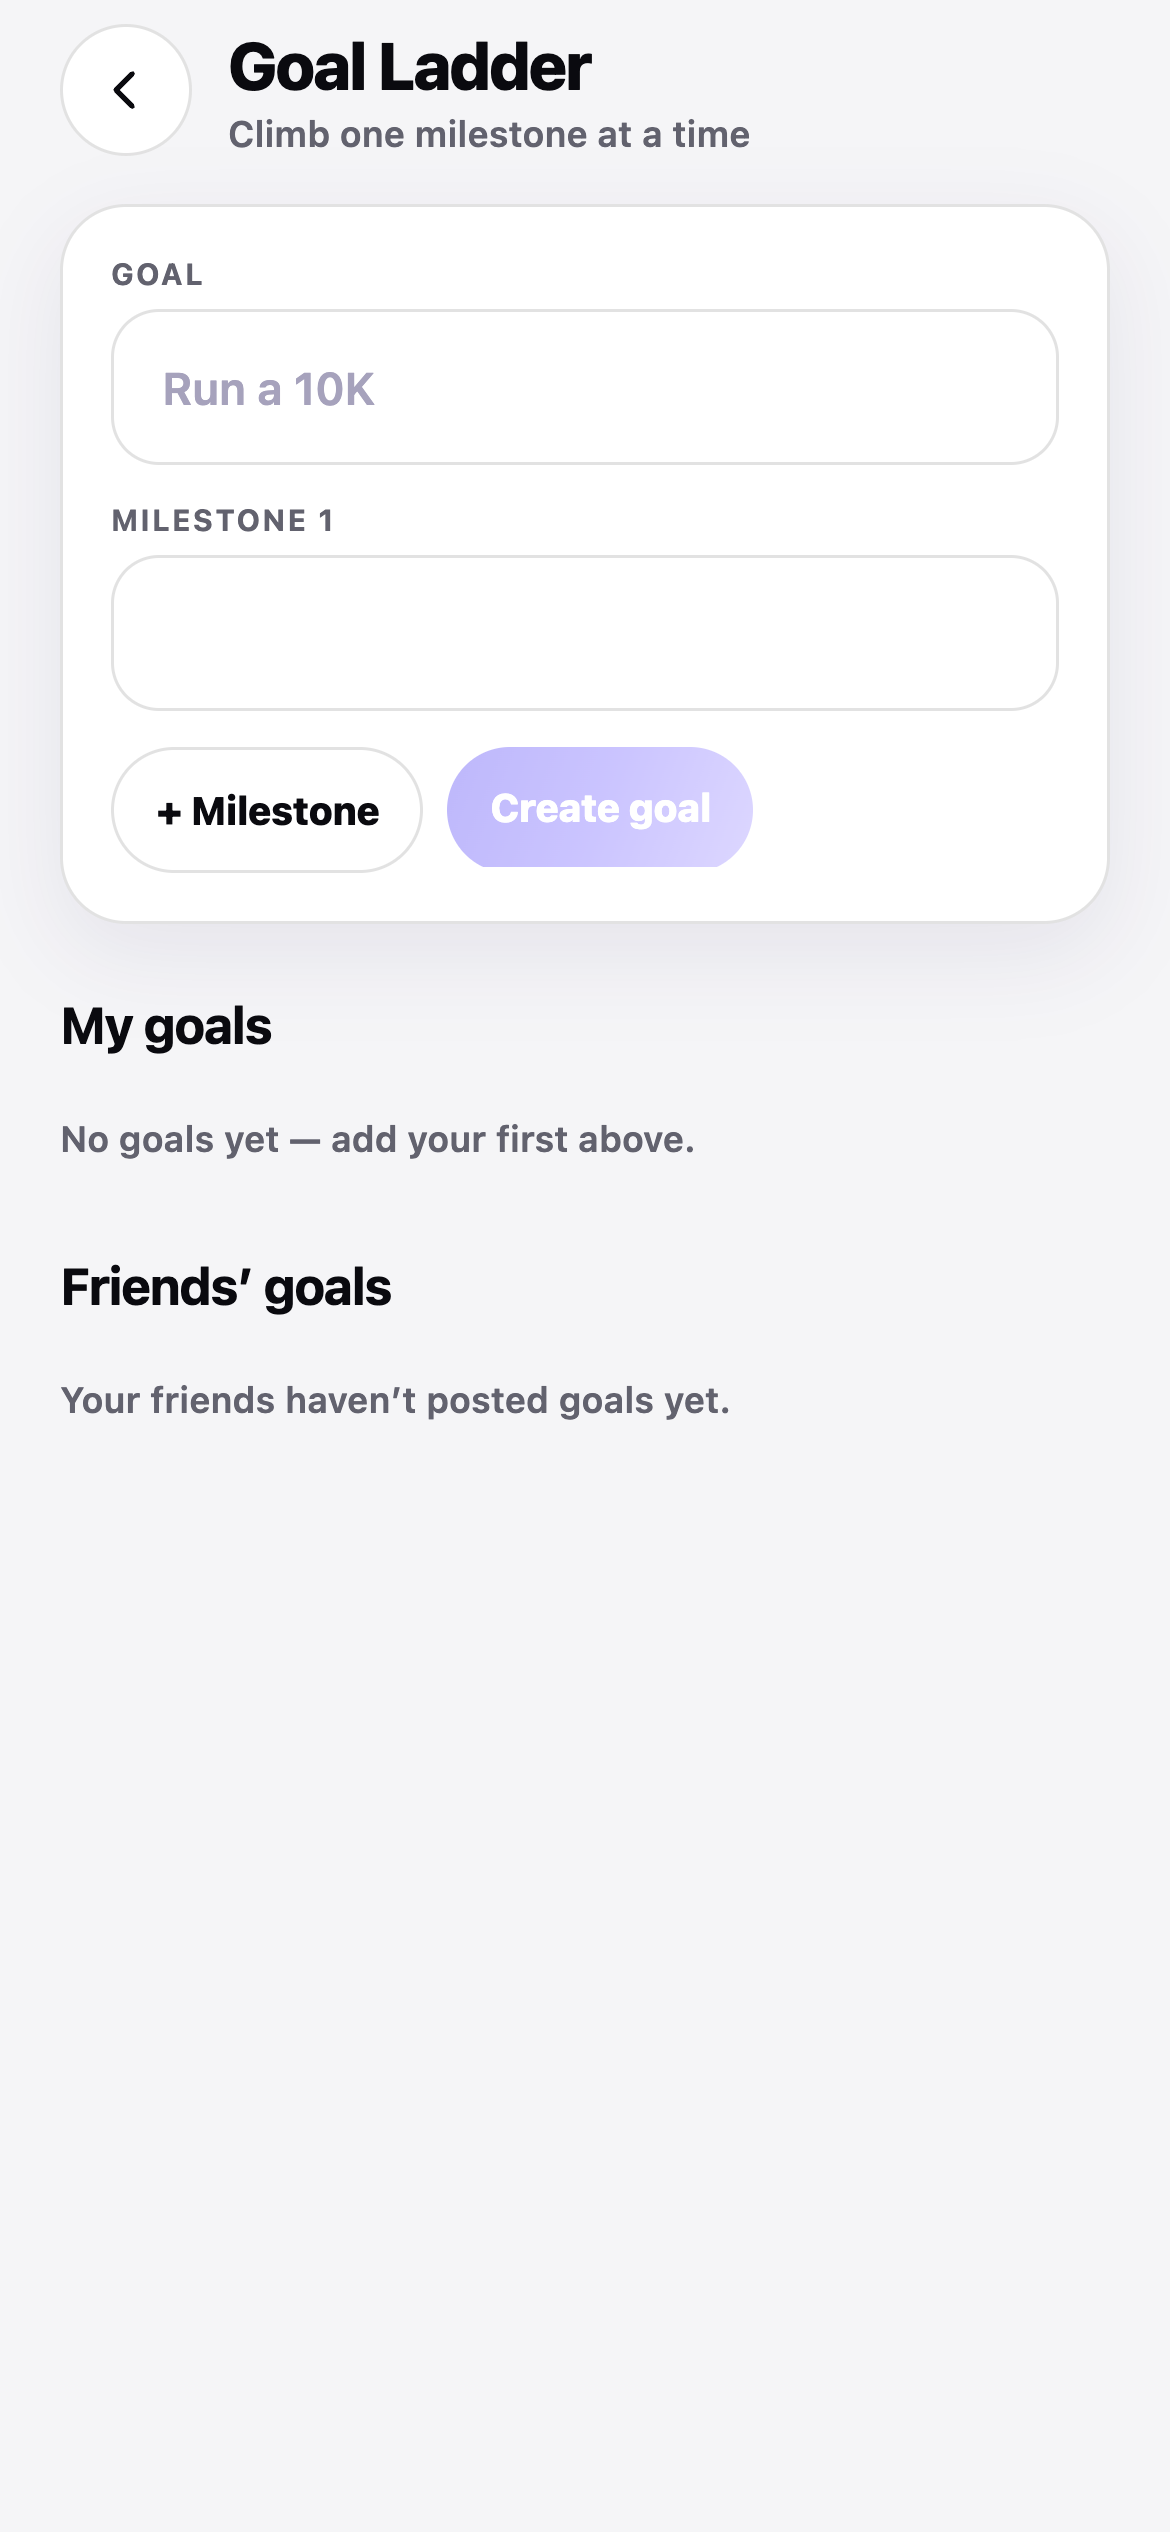 Goal Ladder
Climb one milestone at a time
GOAL
Run a 10K
MILESTONE 1
+ Milestone
Create goal
My goals
No goals yet — add your first above.
Friends’ goals
Your friends haven’t posted goals yet.